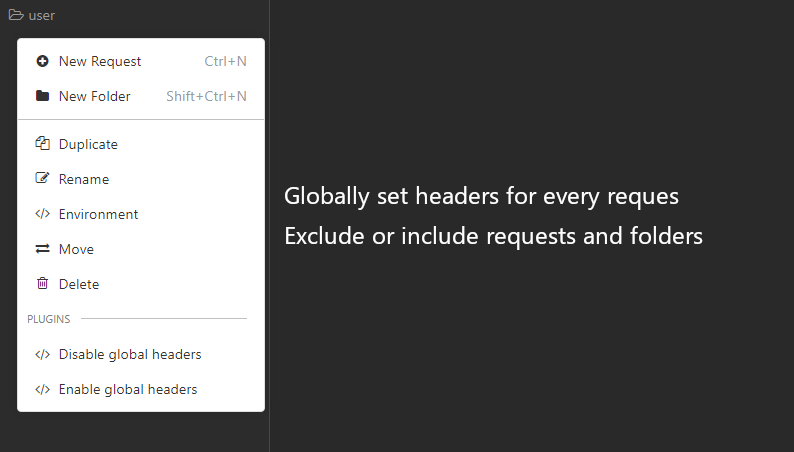 user
New Request Ctrl+N
New Folder Shift+Ctrl+N
Duplicate
Rename
Environment
Move
Delete
PLUGINS
Disable global headers
Enable global headers
Globally set headers for every reques
Exclude or include requests and folders